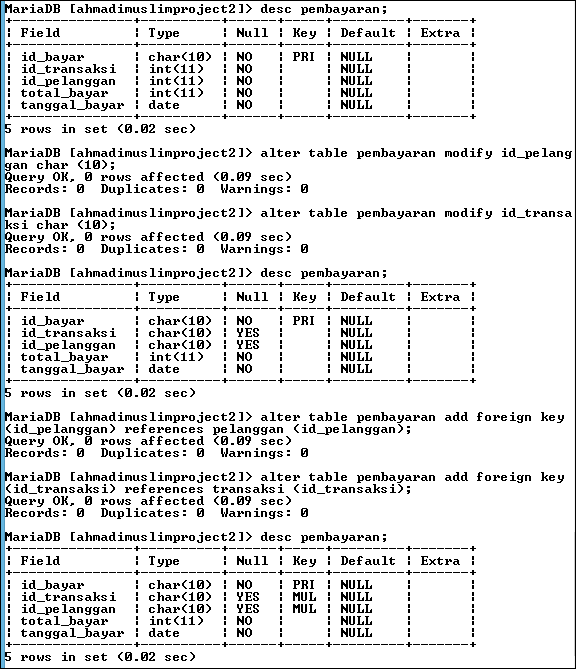 MariaDB [ahmadimuslimproject2]> desc pembayaran;
+---------------+----------+------+-----+---------+-------+
| Field         | Type     | Null | Key | Default | Extra |
+---------------+----------+------+-----+---------+-------+
| id_bayar      | char(10) | NO   | PRI | NULL    |       |
| id_transaksi  | int(11)  | NO   |     | NULL    |       |
| id_pelanggan  | int(11)  | NO   |     | NULL    |       |
| total_bayar   | int(11)  | NO   |     | NULL    |       |
| tanggal_bayar | date     | NO   |     | NULL    |       |
+---------------+----------+------+-----+---------+-------+
5 rows in set (0.02 sec)
MariaDB [ahmadimuslimproject2]> alter table pembayaran modify id_pelang
gan char (10);
Query OK, 0 rows affected (0.09 sec)
Records: 0  Duplicates: 0  Warnings: 0
MariaDB [ahmadimuslimproject2]> alter table pembayaran modify id_transa
ksi char (10);
Query OK, 0 rows affected (0.09 sec)
Records: 0  Duplicates: 0  Warnings: 0
MariaDB [ahmadimuslimproject2]> desc pembayaran;
+---------------+----------+------+-----+---------+-------+
| Field         | Type     | Null | Key | Default | Extra |
+---------------+----------+------+-----+---------+-------+
| id_bayar      | char(10) | NO   | PRI | NULL    |       |
| id_transaksi  | char(10) | YES  |     | NULL    |       |
| id_pelanggan  | char(10) | YES  |     | NULL    |       |
| total_bayar   | int(11)  | NO   |     | NULL    |       |
| tanggal_bayar | date     | NO   |     | NULL    |       |
+---------------+----------+------+-----+---------+-------+
5 rows in set (0.02 sec)
MariaDB [ahmadimuslimproject2]> alter table pembayaran add foreign key
(id_pelanggan) references pelanggan (id_pelanggan);
Query OK, 0 rows affected (0.09 sec)
Records: 0  Duplicates: 0  Warnings: 0
MariaDB [ahmadimuslimproject2]> alter table pembayaran add foreign key
(id_transaksi) references transaksi (id_transaksi);
Query OK, 0 rows affected (0.09 sec)
Records: 0  Duplicates: 0  Warnings: 0
MariaDB [ahmadimuslimproject2]> desc pembayaran;
+---------------+----------+------+-----+---------+-------+
| Field         | Type     | Null | Key | Default | Extra |
+---------------+----------+------+-----+---------+-------+
| id_bayar      | char(10) | NO   | PRI | NULL    |       |
| id_transaksi  | char(10) | YES  | MUL | NULL    |       |
| id_pelanggan  | char(10) | YES  | MUL | NULL    |       |
| total_bayar   | int(11)  | NO   |     | NULL    |       |
| tanggal_bayar | date     | NO   |     | NULL    |       |
+---------------+----------+------+-----+---------+-------+
5 rows in set (0.02 sec)